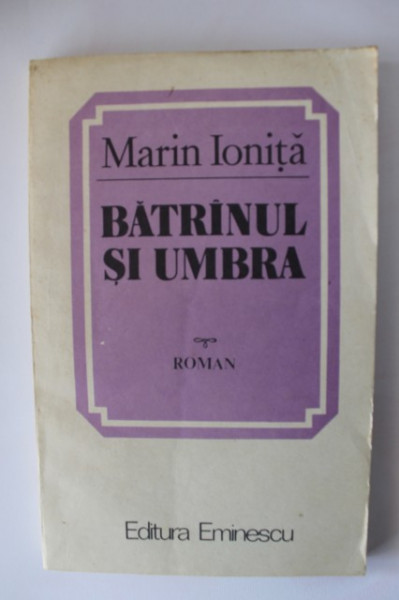 Marin Ioniță
BĂTRÎNUL
ȘI UMBRA
ROMAN
Editura Eminescu